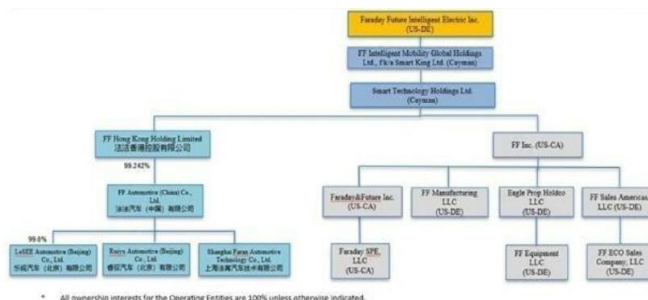 Faraday Future Intelligent Electric Inc.
(US-DE)
FF Intelligent Mobility Global Holdings
Ltd., f/k/a Smart King Ltd. (Cayman)
Smart Technology Holdings Ltd.
(Cayman)
FF Hong Kong Holding Limited
法法香港控股有限公司
FF Inc. (US-CA)
99.242%
FF Automotive (China) Co.,
Ltd.
法法汽车（中国）有限公司
Faraday&Future Inc.
(US-CA)
FF Manufacturing
LLC
(US-DE)
Eagle Prop Holdco
LLC
(US-DE)
FF Sales Americas
LLC (US-DE)
99.0%
LeSEE Automotive (Beijing)
Co., Ltd.
乐视汽车（北京）有限公司
Ruiyu Automotive (Beijing)
Co., Ltd.
睿驭汽车（北京）有限公司
Shanghai Faran Automotive
Technology Co., Ltd.
上海法冉汽车技术有限公司
Faraday SPE,
LLC
(US-CA)
FF Equipment
LLC
(US-DE)
FF ECO Sales
Company, LLC
(US-DE)
* All ownership interests for the Operating Entities are 100% unless otherwise indicated.